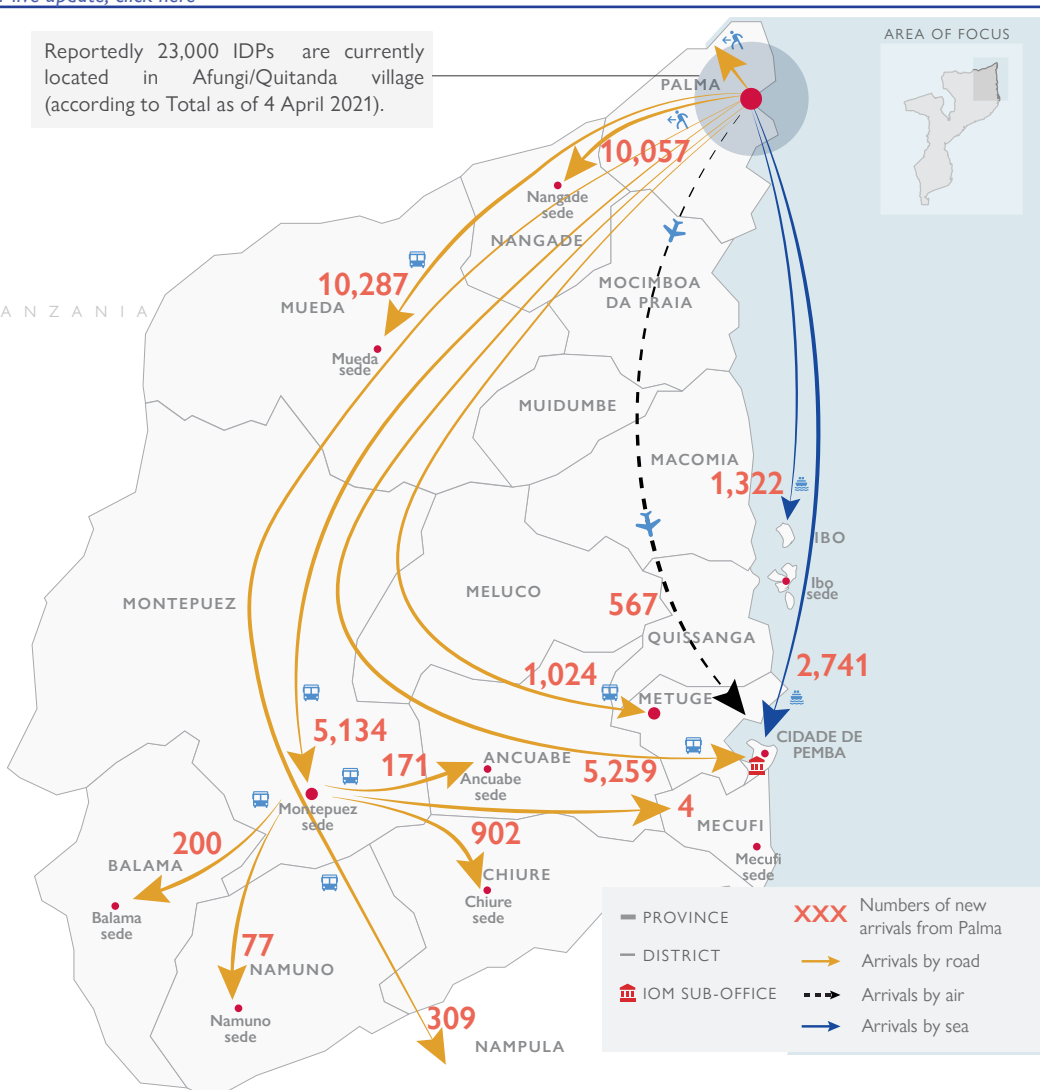 live update, click here
Reportedly 23,000 IDPs are currently
located in Afungi/Quitanda village
(according to Total as of 4 April 2021).
AREA OF FOCUS
PALMA
10,057
Nangade
sede
NANGADE
10,287
MUEDA
MOCIMBOA
DA PRAIA
ANZANIA
Mueda
sede
MUIDUMBE
MACOMIA
1,322
IBO
Ibo
sede
MELUCO
MONTEPUEZ
567
QUISSANGA
1,024
2,741
METUGE
5,134
CIDADE DE
PEMBA
171
ANCUABE
Ancuabe
sede
5,259
Montepuez
sede
4
MECUFI
200
902
BALAMA
Mecufi
sede
CHIURE
Chiure
sede
Balama
sede
77
NAMUNO
Namuno
sede
309
NAMPULA
PROVINCE
DISTRICT
IOM SUB-OFFICE
XXX Numbers of new
arrivals from Palma
Arrivals by road
Arrivals by air
Arrivals by sea